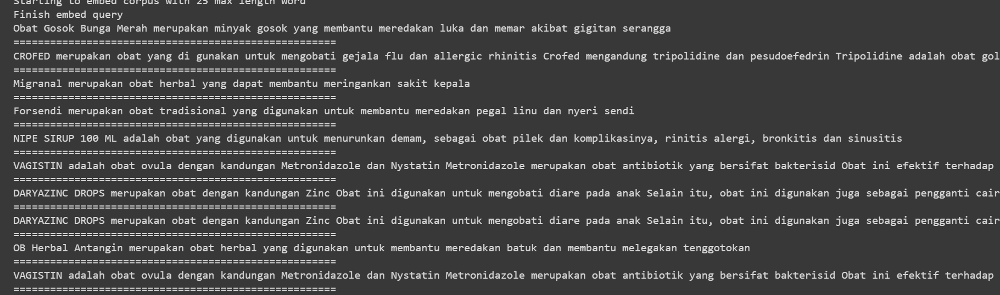 Starting to embed corpus with 25 max length word
Finish embed query
Obat Gosok Bunga Merah merupakan minyak gosok yang membantu meredakan luka dan memar akibat gigitan serangga
=====================================================
CROFED merupakan obat yang di gunakan untuk mengobati gejala flu dan allergic rhinitis Crofed mengandung tripolidine dan pesudoefedrin Tripolidine adalah obat gol
=====================================================
Migranal merupakan obat herbal yang dapat membantu meringankan sakit kepala
=====================================================
Forsendi merupakan obat tradisional yang digunakan untuk membantu meredakan pegal linu dan nyeri sendi
=====================================================
NIPE SIRUP 100 ML adalah obat yang digunakan untuk menurunkan demam, sebagai obat pilek dan komplikasinya, rinitis alergi, bronkitis dan sinusitis
=====================================================
VAGISTIN adalah obat ovula dengan kandungan Metronidazole dan Nystatin Metronidazole merupakan obat antibiotik yang bersifat bakterisid Obat ini efektif terhadap
=====================================================
DARYAZINC DROPS merupakan obat dengan kandungan Zinc Obat ini digunakan untuk mengobati diare pada anak Selain itu, obat ini digunakan juga sebagai pengganti cair
=====================================================
DARYAZINC DROPS merupakan obat dengan kandungan Zinc Obat ini digunakan untuk mengobati diare pada anak Selain itu, obat ini digunakan juga sebagai pengganti cair
=====================================================
OB Herbal Antangin merupakan obat herbal yang digunakan untuk membantu meredakan batuk dan membantu melegakan tenggotokan
=====================================================
VAGISTIN adalah obat ovula dengan kandungan Metronidazole dan Nystatin Metronidazole merupakan obat antibiotik yang bersifat bakterisid Obat ini efektif terhadap
=====================================================